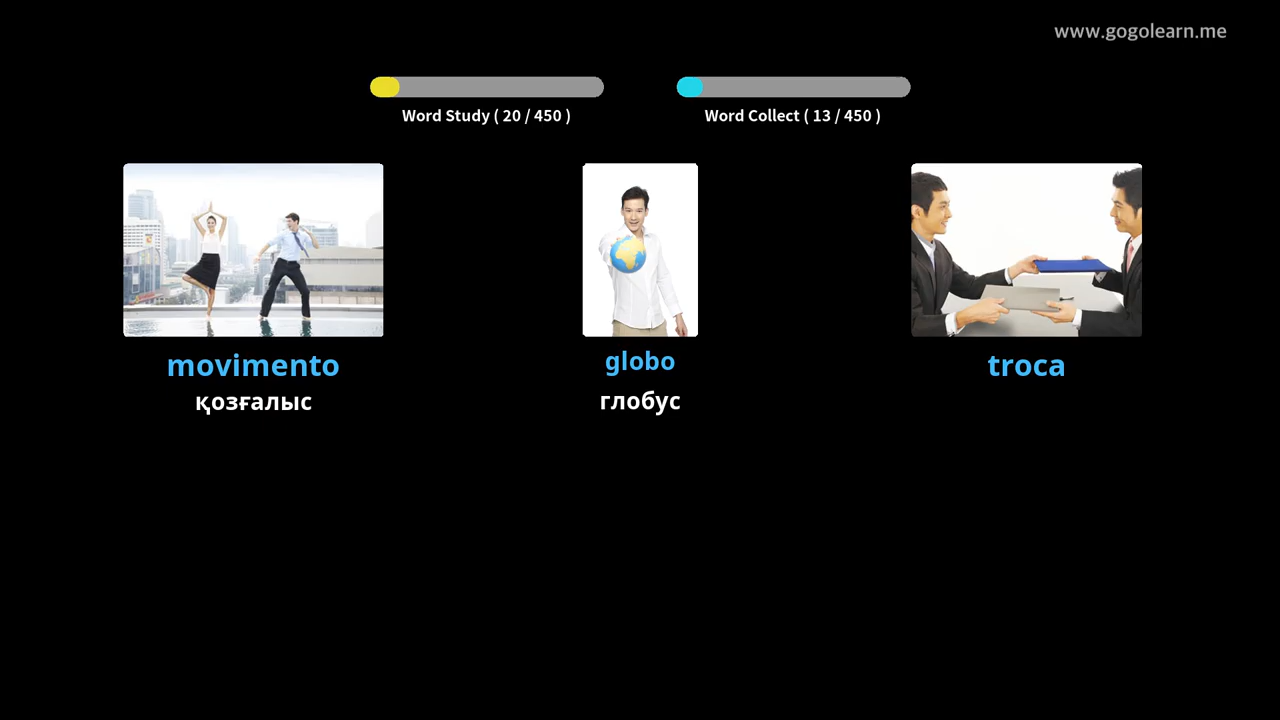 www.gogolearn.me
Word Study ( 20 / 450 )
Word Collect ( 13 / 450 )
movimento
қозғалыс
globo
глобус
troca